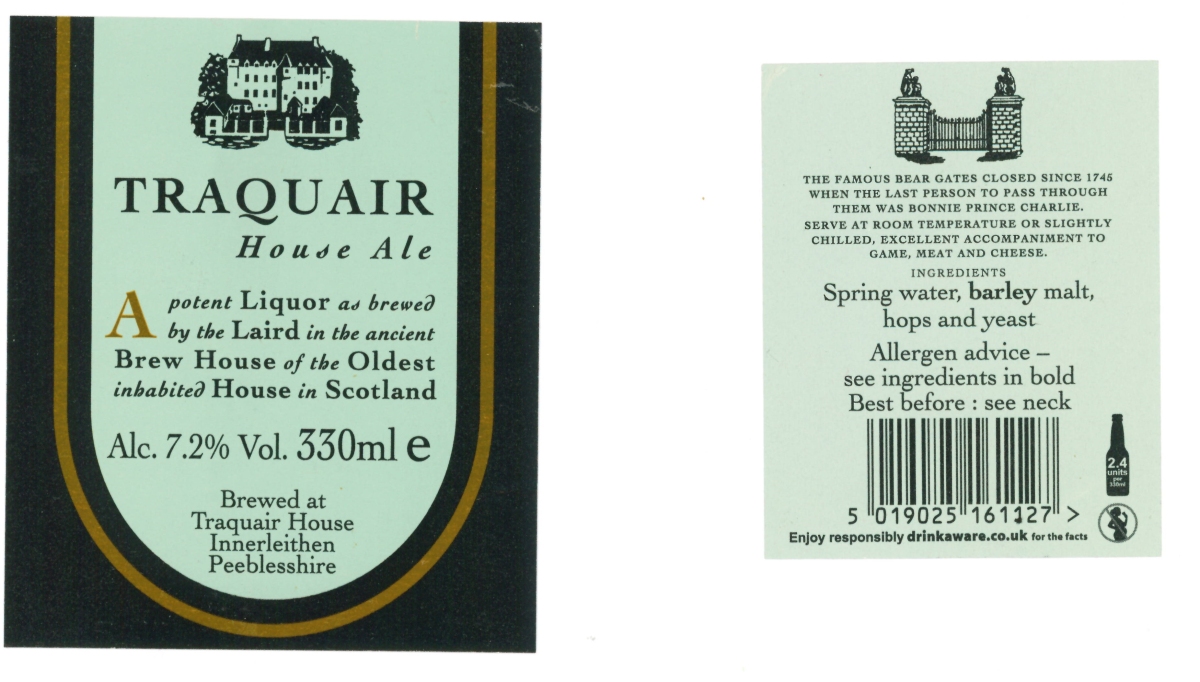 TRAQUAIR
House Ale
A potent Liquor as brewed
by the Laird in the ancient
Brew House of the Oldest
inhabited House in Scotland
Alc. 7.2% Vol. 330ml e
Brewed at
Traquair House
Innerleithen
Peeblesshire
THE FAMOUS BEAR GATES CLOSED SINCE 1745
WHEN THE LAST PERSON TO PASS THROUGH
THEM WAS BONNIE PRINCE CHARLIE.
SERVE AT ROOM TEMPERATURE OR SLIGHTLY
CHILLED, EXCELLENT ACCOMPANIMENT TO
GAME, MEAT AND CHEESE.
INGREDIENTS
Spring water, barley malt,
hops and yeast
Allergen advice –
see ingredients in bold
Best before : see neck
2.4
units
per
330ml
5 019025 161127 >
Enjoy responsibly drinkaware.co.uk for the facts